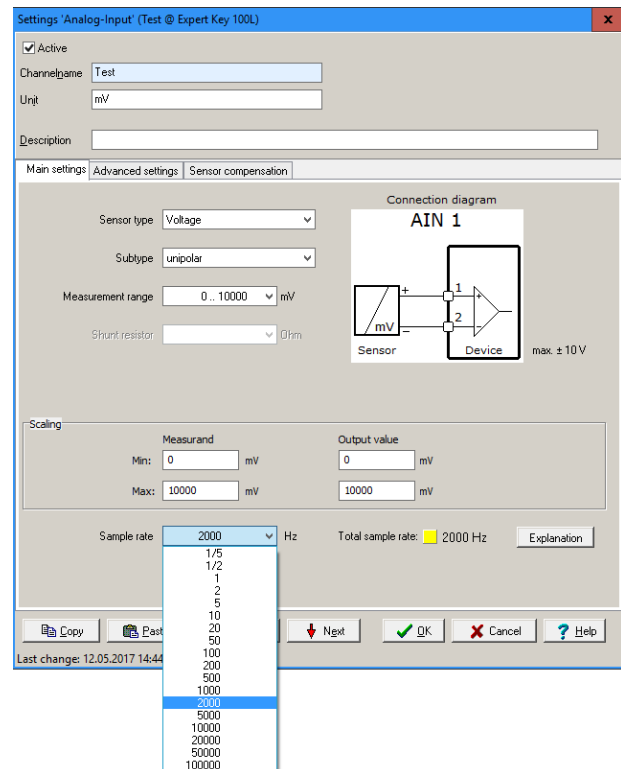 Settings 'Analog-Input' (Test @ Expert Key 100L) x
Active
Channelname Test
Unit mV
Description
Main settings Advanced settings Sensor compensation
Connection diagram
AIN 1
Sensor type Voltage
Subtype unipolar
Measurement range 0 .. 10000 mV
Shunt resistor Ohm
+ 1 +
mV - 2 -
Sensor Device max. ± 10 V
Scaling
Measurand Output value
Min: 0 mV 0 mV
Max: 10000 mV 10000 mV
Sample rate 2000 Hz Total sample rate: 2000 Hz Explanation
1/5
1/2
1
2
5
10
20
50
100
200
500
1000
2000
5000
10000
20000
50000
100000
Copy Past Next OK Cancel ? Help
Last change: 12.05.2017 14:44